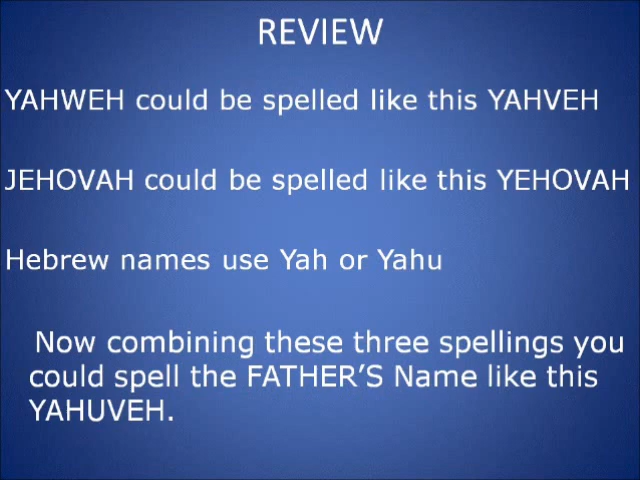 REVIEW
YAHWEH could be spelled like this YAHVEH
JEHOVAH could be spelled like this YEHOVAH
Hebrew names use Yah or Yahu
Now combining these three spellings you
could spell the FATHER’S Name like this
YAHUVEH.